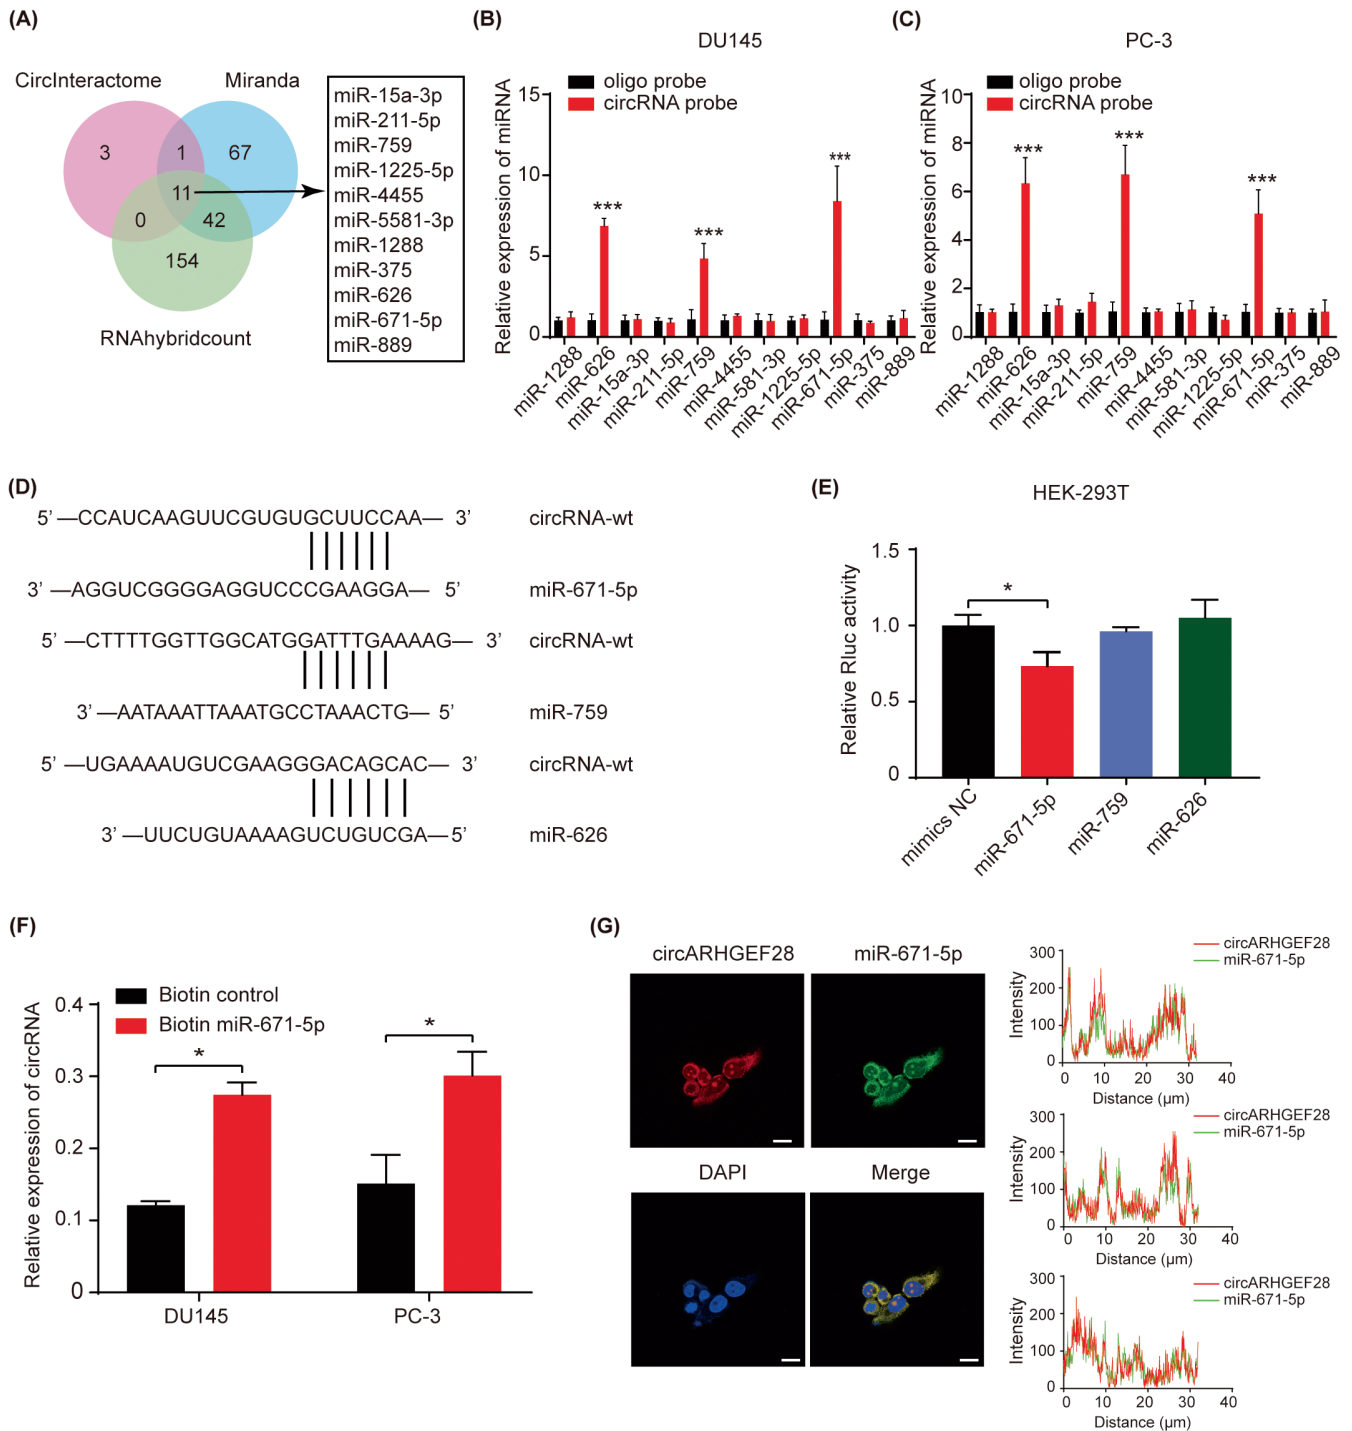 (A)
CircInteractome
Miranda
3
1
67
11
0
42
154
RNAhybridcount
miR-15a-3p
miR-211-5p
miR-759
miR-1225-5p
miR-4455
miR-5581-3p
miR-1288
miR-375
miR-626
miR-671-5p
miR-889
(B)
DU145
oligo probe
circRNA probe
Relative expression of miRNA
15
10
5
0
***
***
***
miR-1288
miR-626
miR-15a-3p
miR-211-5p
miR-759
miR-4455
miR-581-3p
miR-1225-5p
miR-671-5p
miR-375
miR-889
(C)
PC-3
oligo probe
circRNA probe
Relative expression of miRNA
10
8
6
4
2
0
***
***
***
miR-1288
miR-626
miR-15a-3p
miR-211-5p
miR-759
miR-4455
miR-581-3p
miR-1225-5p
miR-671-5p
miR-375
miR-889
(D)
5’ —CCAUCAAGUUCGUGUGCUUCCAA— 3’ circRNA-wt
3’ —AGGUCGGGGAGGUCCCGAAGGA— 5’ miR-671-5p
5’ —CTTTTGGTTGGCATGGATTTGAAAAG— 3’ circRNA-wt
3’ —AATAAATTAAATGCCTAAACTG— 5’ miR-759
5’ —UGAAAAUGUCGAAGGGACAGCAC— 3’ circRNA-wt
3’ —UUCUGUAAAAGUCUGUCGA—5’ miR-626
(E)
HEK-293T
Relative Rluc activity
1.5
1.0
0.5
0
*
mimics NC
miR-671-5p
miR-759
miR-626
(F)
Biotin control
Biotin miR-671-5p
Relative expression of circRNA
0.4
0.3
0.2
0.1
0
*
*
DU145
PC-3
(G)
circARHGEF28
miR-671-5p
DAPI
Merge
circARHGEF28
miR-671-5p
Intensity
300
200
100
0
0 10 20 30 40
Distance (µm)
circARHGEF28
miR-671-5p
Intensity
300
200
100
0
0 10 20 30 40
Distance (µm)
circARHGEF28
miR-671-5p
Intensity
300
200
100
0
0 10 20 30 40
Distance (µm)